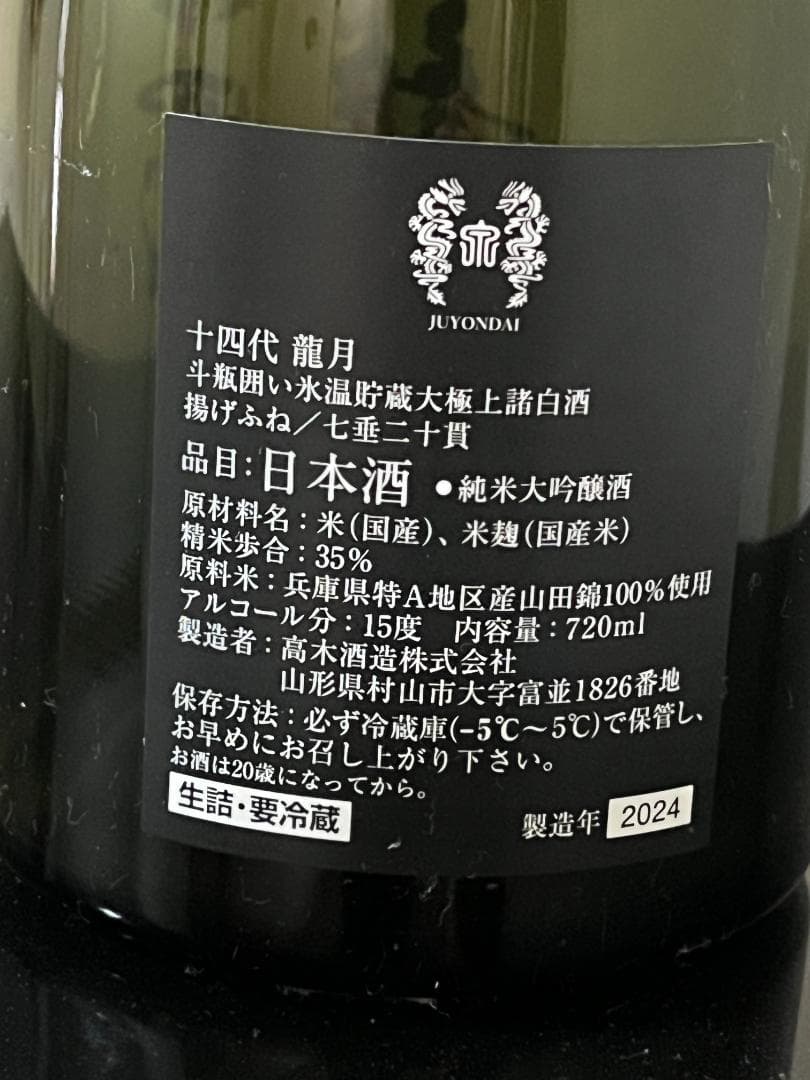 JUYONDAI
十四代 龍月
斗瓶囲い氷温貯蔵大極上諸白酒
揚げふね／七垂二十貫
品目：日本酒 ●純米大吟醸酒
原材料名：米（国産）、米麹（国産米）
精米歩合：35%
原料米：兵庫県特A地区産山田錦100%使用
アルコール分：15度 内容量：720ml
製造者：高木酒造株式会社
山形県村山市大字富並1826番地
保存方法：必ず冷蔵庫(-5℃～5℃)で保管し、
お早めにお召し上がり下さい。
お酒は20歳になってから。
生詰・要冷蔵
製造年 2024